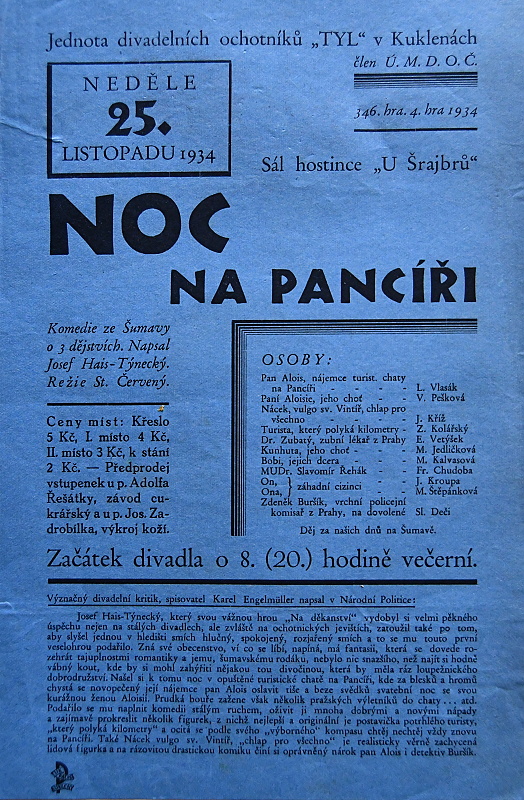 Jednota divadelních ochotníků „TYL“ v Kuklenách
člen Ú. M. D. O. Č.
NEDĚLE
25.
LISTOPADU 1934
346. hra. 4. hra 1934
Sál hostince „U Šrajbrů“
NOC
NA PANCÍŘI
Komedie ze Šumavy
o 3 dějstvích. Napsal
Josef Hais-Týnecký.
Režie St. Červený.
Ceny míst: Křeslo
5 Kč, I. místo 4 Kč,
II. místo 3 Kč, k stání
2 Kč. — Předprodej
vstupenek u p. Adolfa
Řešátky, závod cu-
krářský a u p. Jos. Za-
drobílka, výkroj koží.
OSOBY:
Pan Alois, nájemce turist. chaty
na Pancíři - - - - L. Vlasák
Paní Aloisie, jeho choť - - V. Pešková
Nácek, vulgo sv. Vintíř, chlap pro
všechno - - - - J. Kříž
Turista, který polyká kilometry - Z. Kolářský
Dr. Zubatý, zubní lékař z Prahy E. Vetýšek
Kunhuta, jeho choť - - - M. Jedličková
Bobi, jejich dcera - - - M. Kalvasová
MUDr. Slavomír Řehák - - Fr. Chudoba
On, } záhadní cizinci - - J. Kroupa
Ona, M. Štěpánková
Zdeněk Buršík, vrchní policejní
komisař z Prahy, na dovolené Sl. Deči
Děj za našich dnů na Šumavě.
Začátek divadla o 8. (20.) hodině večerní.
Význačný divadelní kritik, spisovatel Karel Engelmüller napsal v Národní Politice:
Josef Hais-Týnecký, který svou vážnou hrou „Na děkanství“ vydobyl si velmi pěkného
úspěchu nejen na stálých divadlech, ale zvláště na ochotnických jevištích, zatoužil také po tom,
aby slyšel jednou v hledišti smích hlučný, spokojený, rozjařený smích a to se mu touto první
veselohrou podařilo. Zná své obecenstvo, ví co se líbí, napíná, má fantasii, která se dovede ro-
zehrát tajuplnosmi romantiky a jemu, šumavskému rodáku, nebylo nic snazšího, než najít si hodně
vábný kout, kde by si mohl zahýřit nějakou tou divočinou, která by měla ráz loupežnického
dobrodružství. Našel si k tomu noc v opuštěné turistické chatě na Pancíři, kde za blesků a hromů
chystá se novopečený její nájemce pan Alois oslavit tiše a beze svědků svatební noc se svou
kurážnou ženou Aloisií. Prudká bouře zažene však několik pražských výletníků do chaty . . . atd.
Podařilo se mu naplnit komedii stálým ruchem, oživit ji mnoha dobrými a novými nápady
a zajímavě prokreslit několik figurek, z nichž nejlepší a originální je postavička potrhlého turisty,
„který polyká kilometry“ a ocitá se podle svého „výborného“ kompasu chtěj nechtěj vždy znovu
na Pancíři. Také Nácek vulgo sv. Vintíř, „chlap pro všechno“ je realisticky věrně zachycená
lidová figurka a na rázovitou drastickou komiku činí si oprávněný nárok pan Alois i detektiv Buršík.